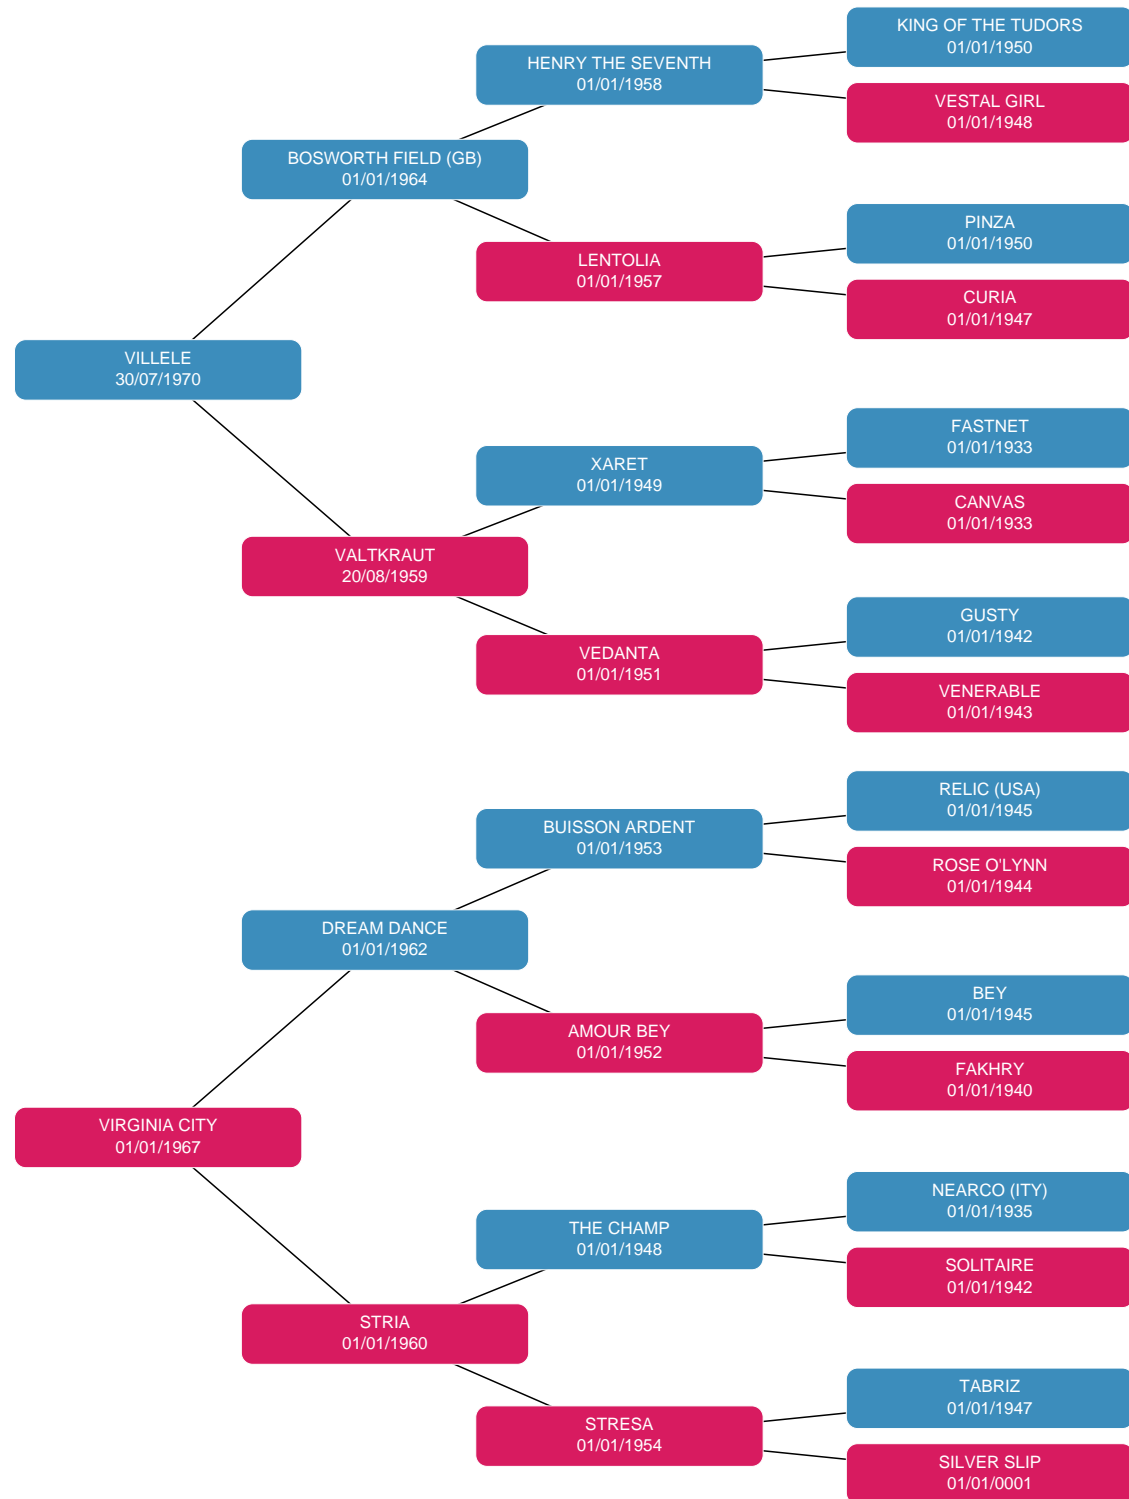 KING OF THE TUDORS
01/01/1950
HENRY THE SEVENTH
01/01/1958
VESTAL GIRL
01/01/1948
BOSWORTH FIELD (GB)
01/01/1964
PINZA
01/01/1950
LENTOLIA
01/01/1957
CURIA
01/01/1947
VILLELE
30/07/1970
FASTNET
01/01/1933
XARET
01/01/1949
CANVAS
01/01/1933
VALTKRAUT
20/08/1959
GUSTY
01/01/1942
VEDANTA
01/01/1951
VENERABLE
01/01/1943
RELIC (USA)
01/01/1945
BUISSON ARDENT
01/01/1953
ROSE O'LYNN
01/01/1944
DREAM DANCE
01/01/1962
BEY
01/01/1945
AMOUR BEY
01/01/1952
FAKHRY
01/01/1940
VIRGINIA CITY
01/01/1967
NEARCO (ITY)
01/01/1935
THE CHAMP
01/01/1948
SOLITAIRE
01/01/1942
STRIA
01/01/1960
TABRIZ
01/01/1947
STRESA
01/01/1954
SILVER SLIP
01/01/0001